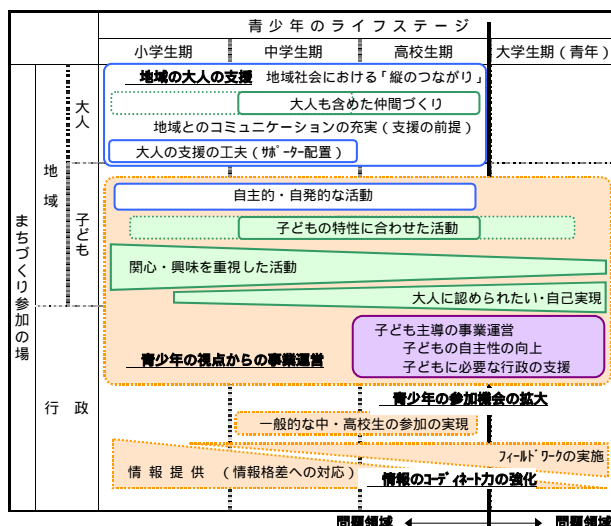 青少年のライフステージ
小学生期
中学生期
高校生期
大学生期(青年)
まちづくり参加の場
地域
大人
子ども
行政
地域の大人の支援 地域社会における「縦のつながり」
大人も含めた仲間づくり
地域とのコミュニケーションの充実(支援の前提)
大人の支援の工夫(サポーター配置)
自主的・自発的な活動
子どもの特性に合わせた活動
関心・興味を重視した活動
大人に認められたい・自己実現
子ども主導の事業運営
子どもの自主性の向上
子どもに必要な行政の支援
青少年の視点からの事業運営
青少年の参加機会の拡大
一般的な中・高校生の参加の実現
フィールドワークの実施
情報提供 (情報格差への対応)
情報のコーディネート力の強化
問題領域
問題領域